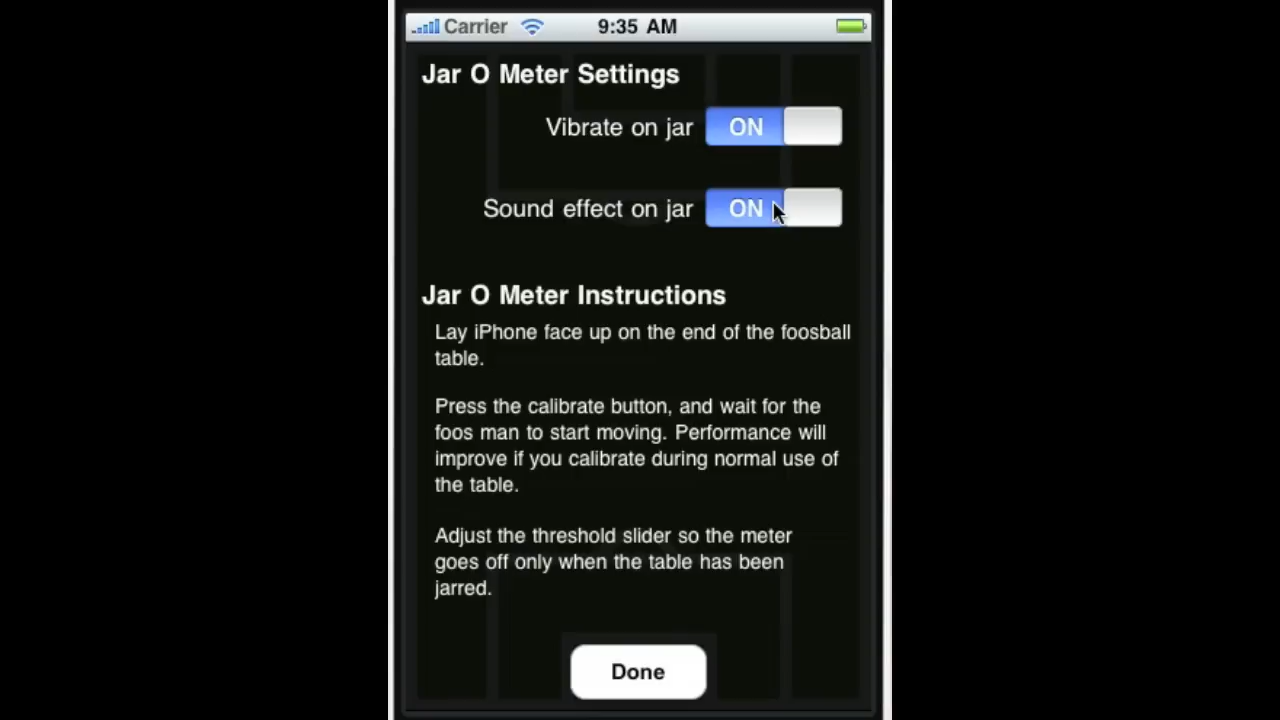 Carrier 9:35 AM
Jar O Meter Settings
Vibrate on jar ON
Sound effect on jar ON
Jar O Meter Instructions
Lay iPhone face up on the end of the foosball
table.
Press the calibrate button, and wait for the
foos man to start moving. Performance will
improve if you calibrate during normal use of
the table.
Adjust the threshold slider so the meter
goes off only when the table has been
jarred.
Done